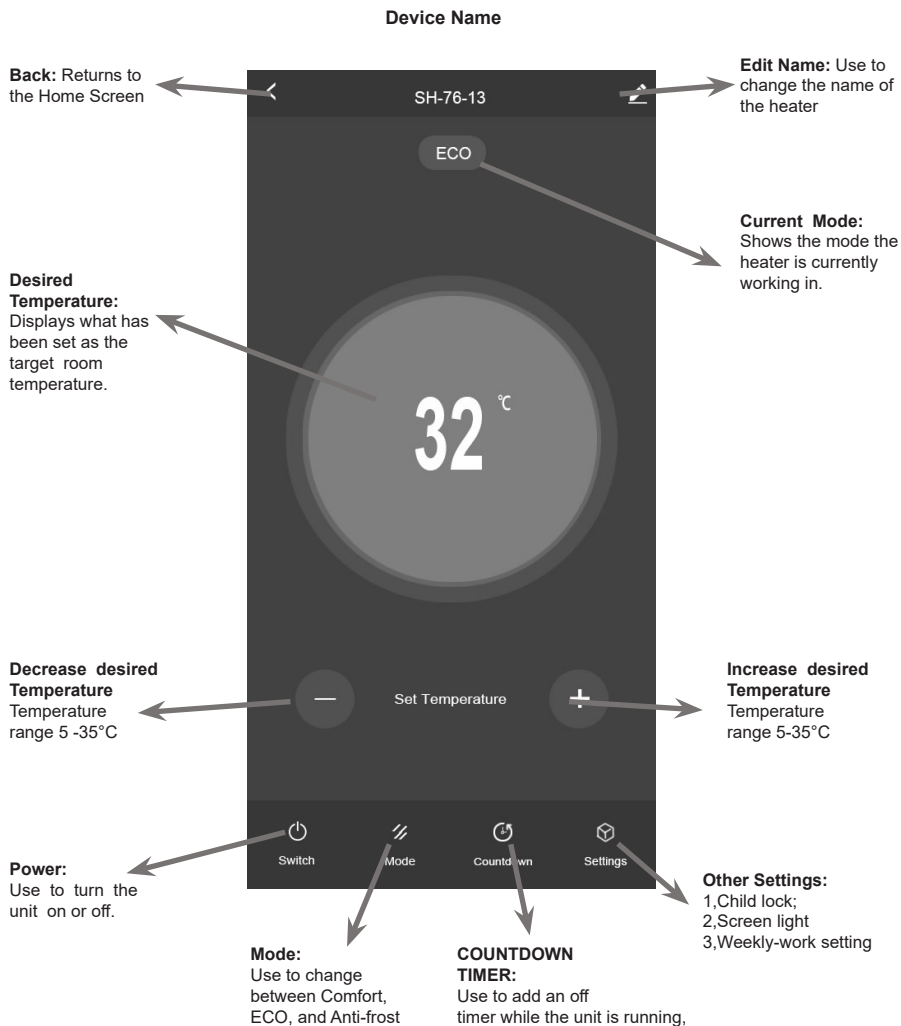 Device Name
Back: Returns to
the Home Screen
SH-76-13
Edit Name: Use to
change the name of
the heater
ECO
Current Mode:
Shows the mode the
heater is currently
working in.
Desired
Temperature:
Displays what has
been set as the
target room
temperature.
32 °C
Decrease desired
Temperature
Temperature
range 5 -35°C
Set Temperature
Increase desired
Temperature
Temperature
range 5-35°C
Switch
Mode
Countdown
Settings
Power:
Use to turn the
unit on or off.
Other Settings:
1,Child lock;
2,Screen light
3,Weekly-work setting
Mode:
Use to change
between Comfort,
ECO, and Anti-frost
COUNTDOWN
TIMER:
Use to add an off
timer while the unit is running,